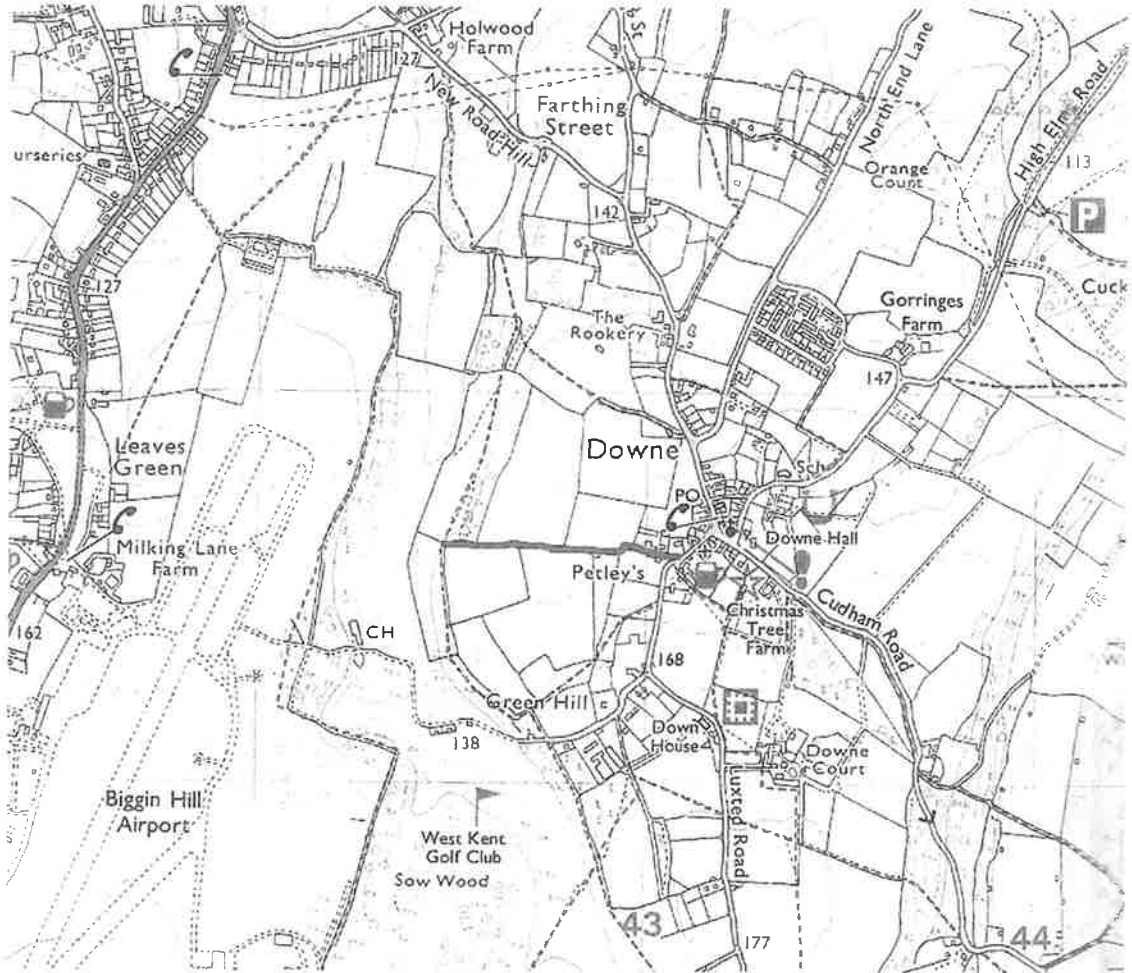 Holwood
Farm
127
New Road Hill
Farthing
Street
St
North End Lane
High Elms Road
113
Orange
Court
P
urseries
142
127
The
Rookery
Gorringes
Farm
Cuck
147
Leaves
Green
Downe
Sch
PO
Milking Lane
Farm
Downe Hall
Petley's
Christmas
Tree
Farm
Cudham Road
162
CH
168
Green Hill
138
Down
House
Downe
Court
Luxted Road
Biggin Hill
Airport
West Kent
Golf Club
Sow Wood
43
177
44